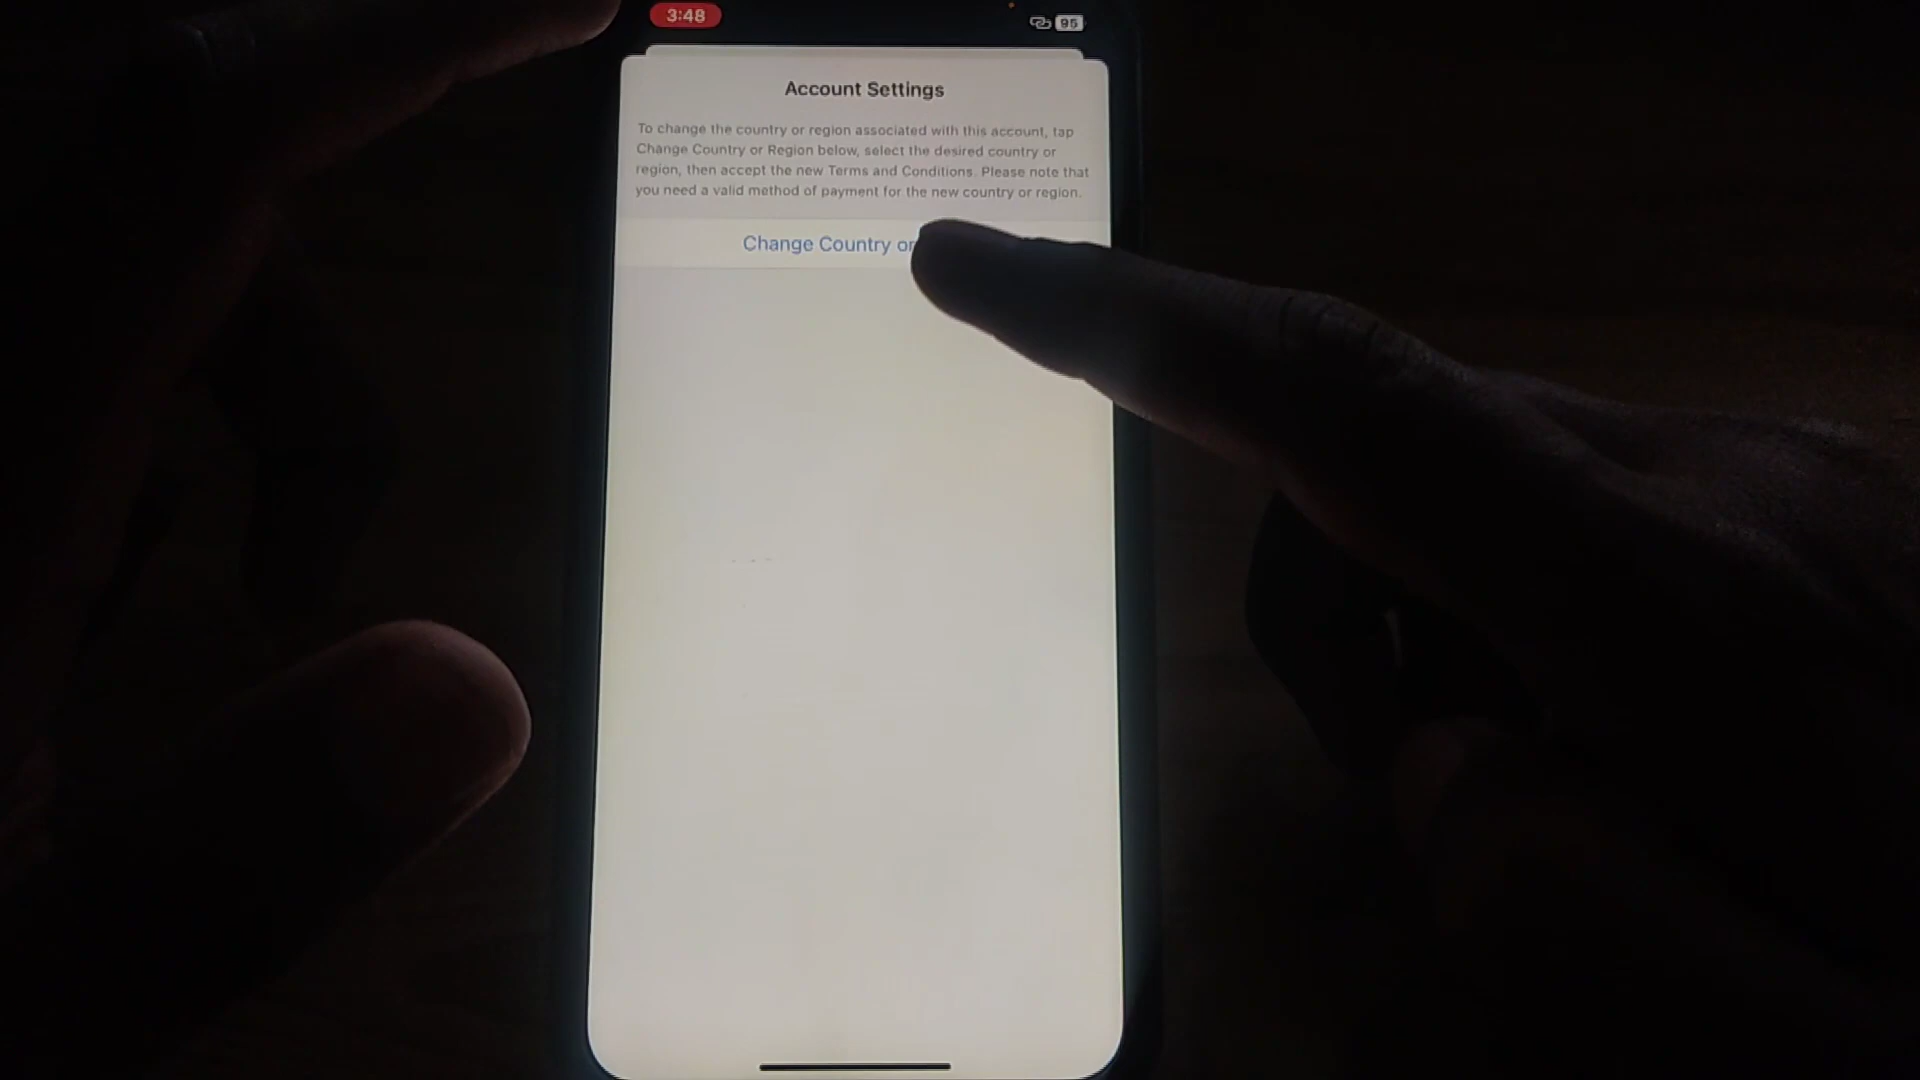 3:48
95
Account Settings
To change the country or region associated with this account, tap
Change Country or Region below, select the desired country or
region, then accept the new Terms and Conditions. Please note that
you need a valid method of payment for the new country or region.
Change Country or